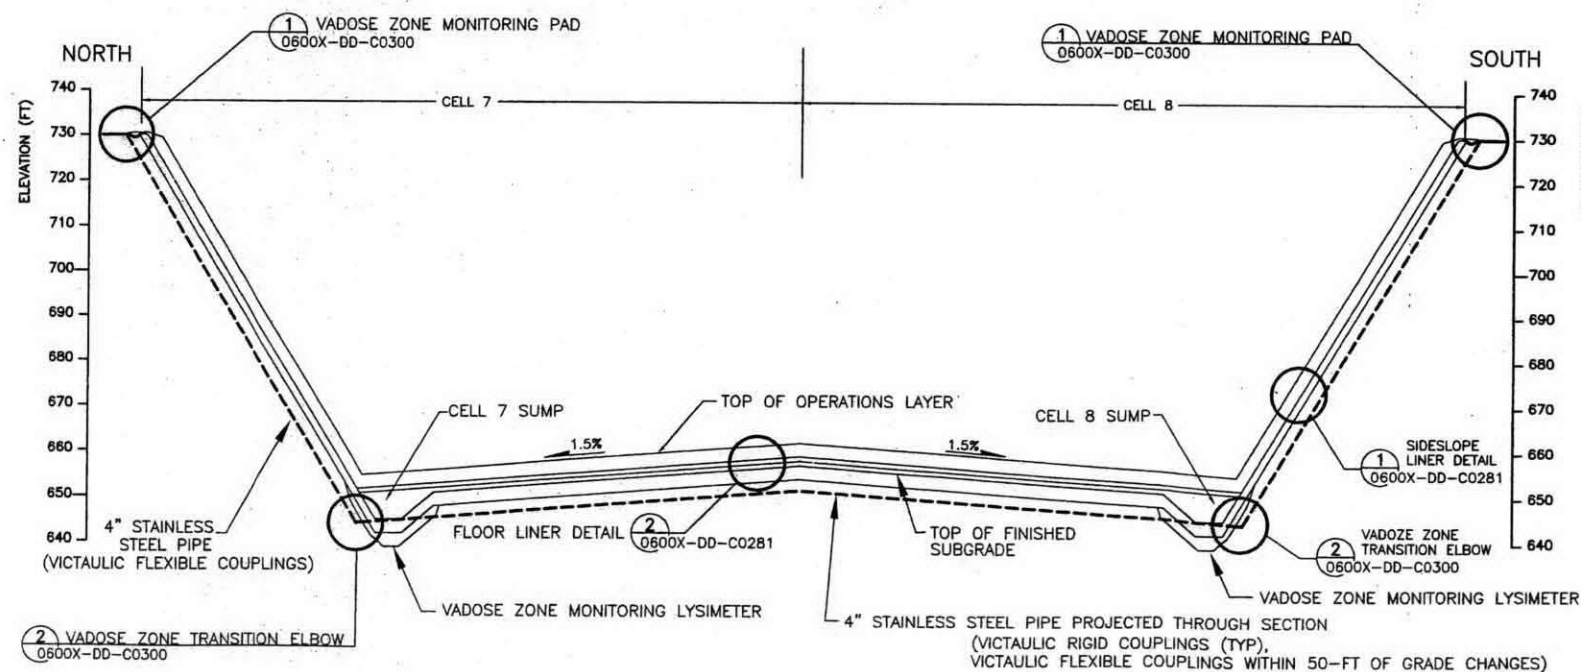 1 VADOSE ZONE MONITORING PAD
0600X-DD-C0300
1 VADOSE ZONE MONITORING PAD
0600X-DD-C0300
NORTH
SOUTH
CELL 7
CELL 8
ELEVATION (FT)
740
730
720
710
700
690
680
670
660
650
640
740
730
720
710
700
690
680
670
660
650
640
CELL 7 SUMP
TOP OF OPERATIONS LAYER
CELL 8 SUMP
1.5%
1.5%
1 SIDESLOPE
LINER DETAIL
0600X-DD-C0281
4" STAINLESS
STEEL PIPE
(VICTAULIC FLEXIBLE COUPLINGS)
FLOOR LINER DETAIL 2
0600X-DD-C0281
TOP OF FINISHED
SUBGRADE
2 VADOZE ZONE
TRANSITION ELBOW
0600X-DD-C0300
VADOSE ZONE MONITORING LYSIMETER
VADOSE ZONE MONITORING LYSIMETER
2 VADOSE ZONE TRANSITION ELBOW
0600X-DD-C0300
4" STAINLESS STEEL PIPE PROJECTED THROUGH SECTION
(VICTAULIC RIGID COUPLINGS (TYP),
VICTAULIC FLEXIBLE COUPLINGS WITHIN 50-FT OF GRADE CHANGES)